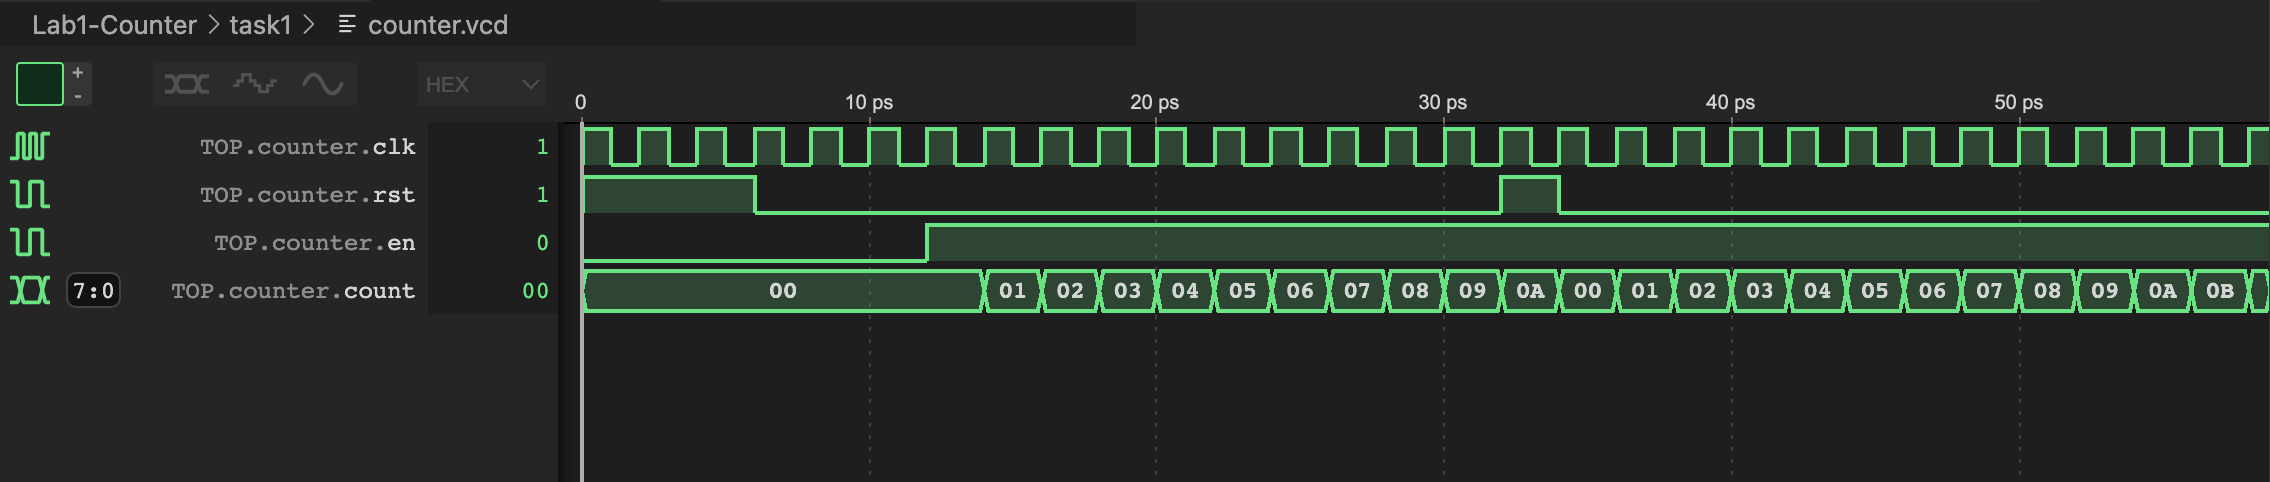 Lab1-Counter > task1 > counter.vcd
+
-
HEX
0 10 ps 20 ps 30 ps 40 ps 50 ps
TOP.counter.clk 1
TOP.counter.rst 1
TOP.counter.en 0
7:0 TOP.counter.count 00 00 01 02 03 04 05 06 07 08 09 0A 00 01 02 03 04 05 06 07 08 09 0A 0B